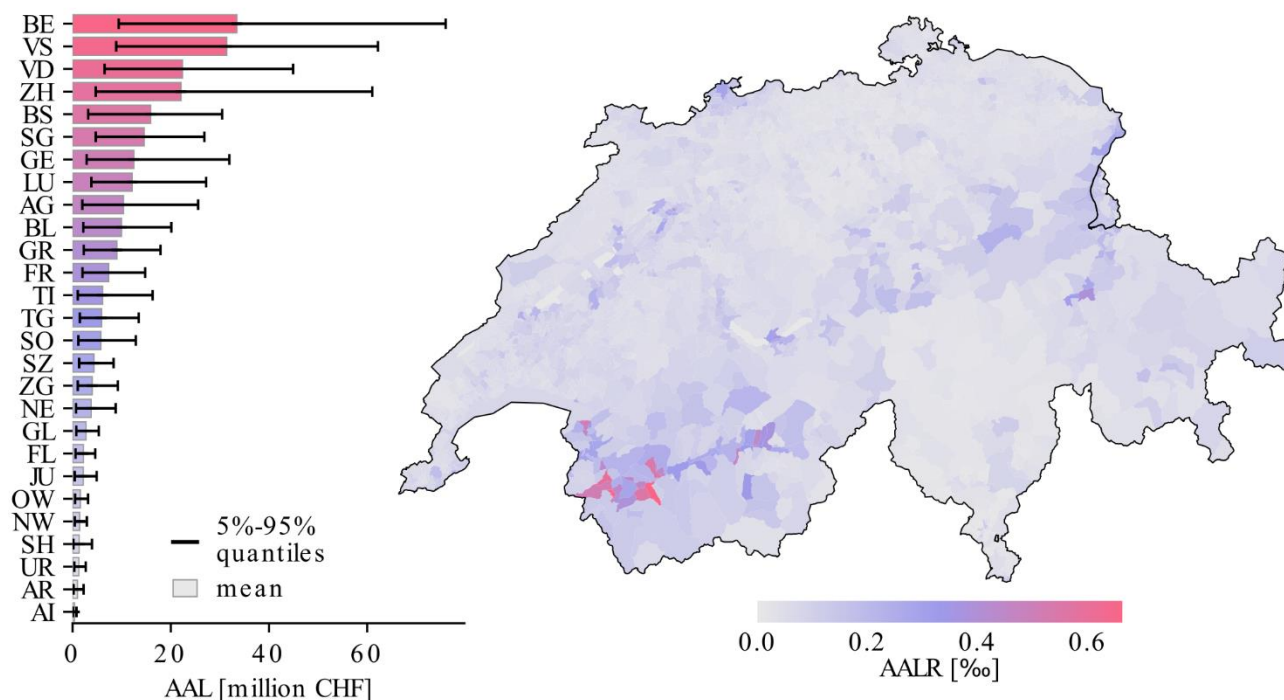 BE
VS
VD
ZH
BS
SG
GE
LU
AG
BL
GR
FR
TI
TG
SO
SZ
ZG
NE
GL
FL
JU
OW
NW
SH
UR
AR
AI
5%-95%
quantiles
mean
0 20 40 60
AAL [million CHF]
0.0 0.2 0.4 0.6
AALR [‰]